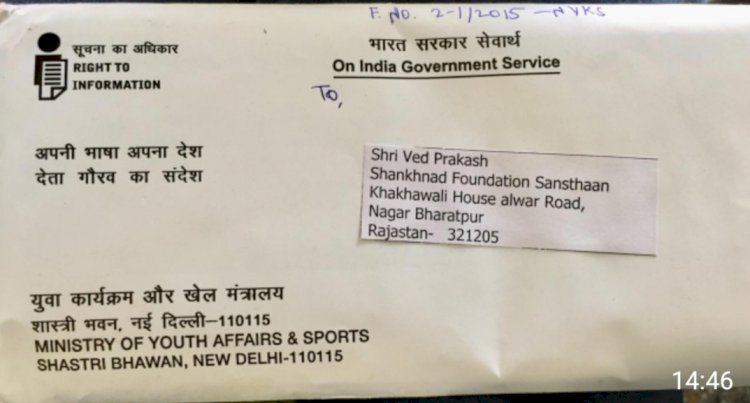 F. NO. 2-1/2015 - NYKS
सूचना का अधिकार
RIGHT TO
INFORMATION
भारत सरकार सेवार्थ
On India Government Service
To,
अपनी भाषा अपना देश
देता गौरव का संदेश
Shri Ved Prakash
Shankhnad Foundation Sansthaan
Khakhawali House alwar Road,
Nagar Bharatpur
Rajastan- 321205
युवा कार्यक्रम और खेल मंत्रालय
शास्त्री भवन, नई दिल्ली–110115
MINISTRY OF YOUTH AFFAIRS & SPORTS
SHASTRI BHAWAN, NEW DELHI-110115
14:46